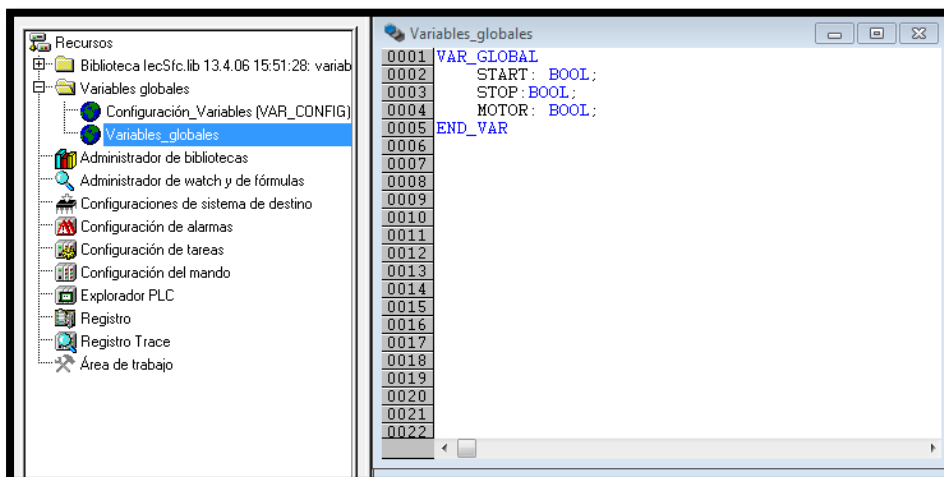 Recursos
Biblioteca IecSfc.lib 13.4.06 15:51:28: variab
Variables globales
Configuración_Variables (VAR_CONFIG)
Variables_globales
Administrador de bibliotecas
Administrador de watch y de fórmulas
Configuraciones de sistema de destino
Configuración de alarmas
Configuración de tareas
Configuración del mando
Explorador PLC
Registro
Registro Trace
Área de trabajo
Variables_globales
0001 VAR_GLOBAL
0002 START: BOOL;
0003 STOP:BOOL;
0004 MOTOR: BOOL;
0005 END_VAR
0006
0007
0008
0009
0010
0011
0012
0013
0014
0015
0016
0017
0018
0019
0020
0021
0022